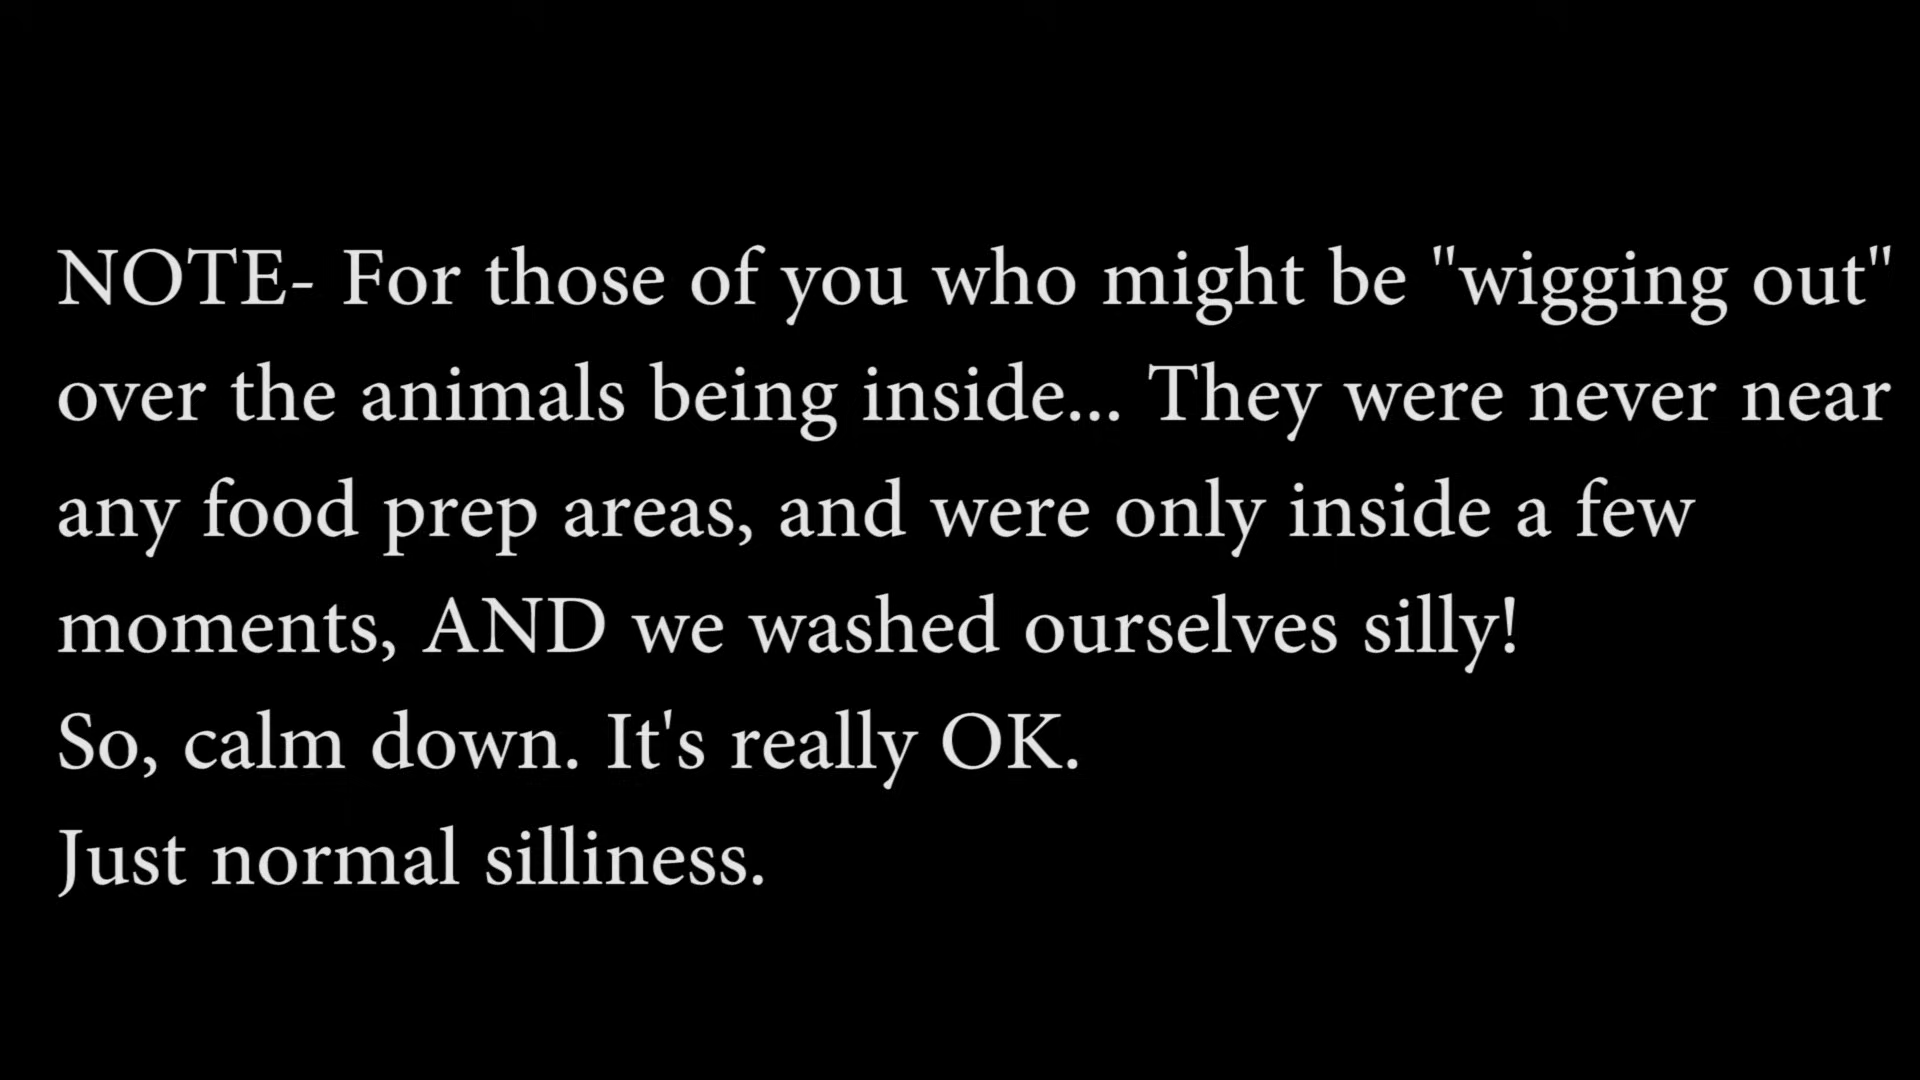 NOTE- For those of you who might be "wigging out"
over the animals being inside... They were never near
any food prep areas, and were only inside a few
moments, AND we washed ourselves silly!
So, calm down. It's really OK.
Just normal silliness.